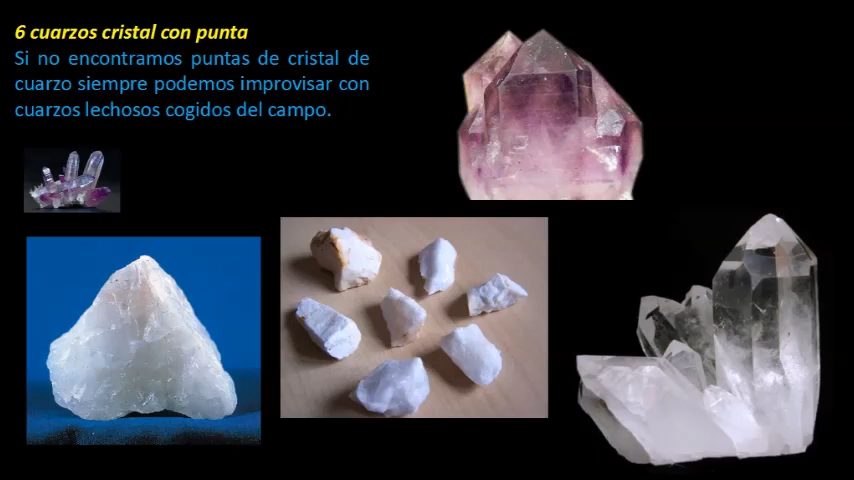 6 cuarzos cristal con punta
Si no encontramos puntas de cristal de
cuarzo siempre podemos improvisar con
cuarzos lechosos cogidos del campo.